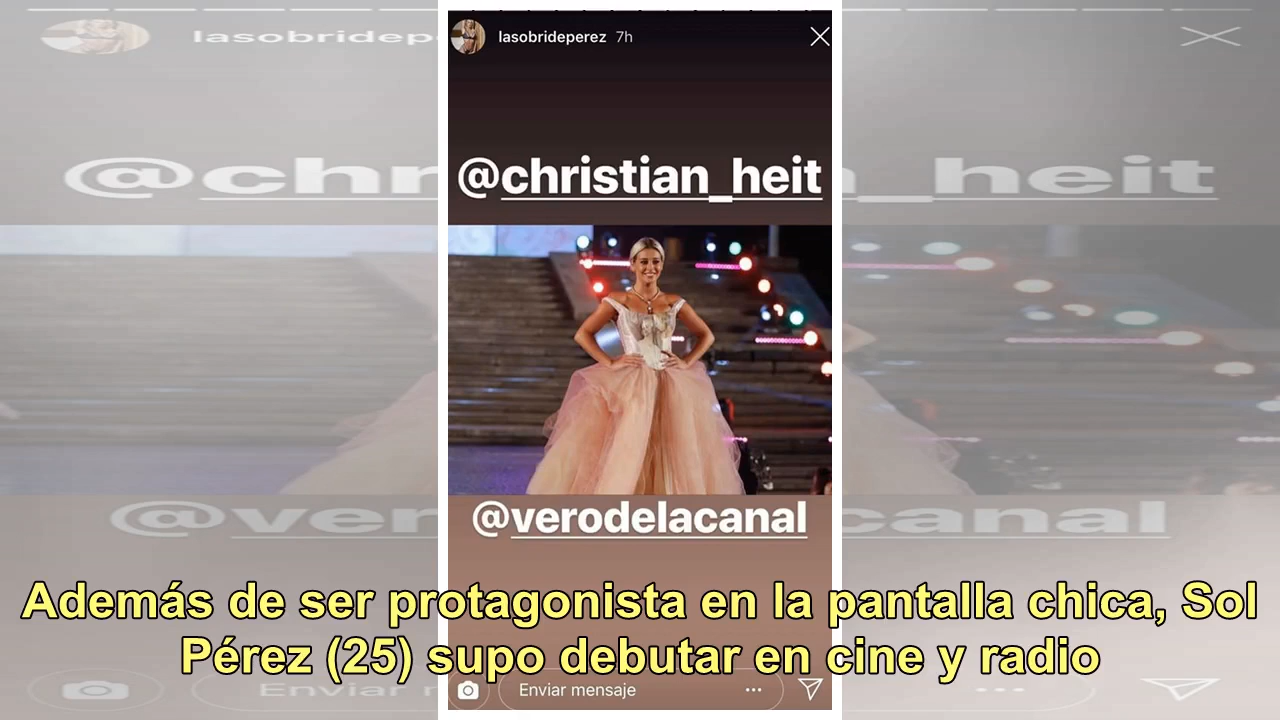 lasobrideperez 7h
@christian_heit
@verodelacanal
Además de ser protagonista en la pantalla chica, Sol
Pérez (25) supo debutar en cine y radio
Enviar mensaje